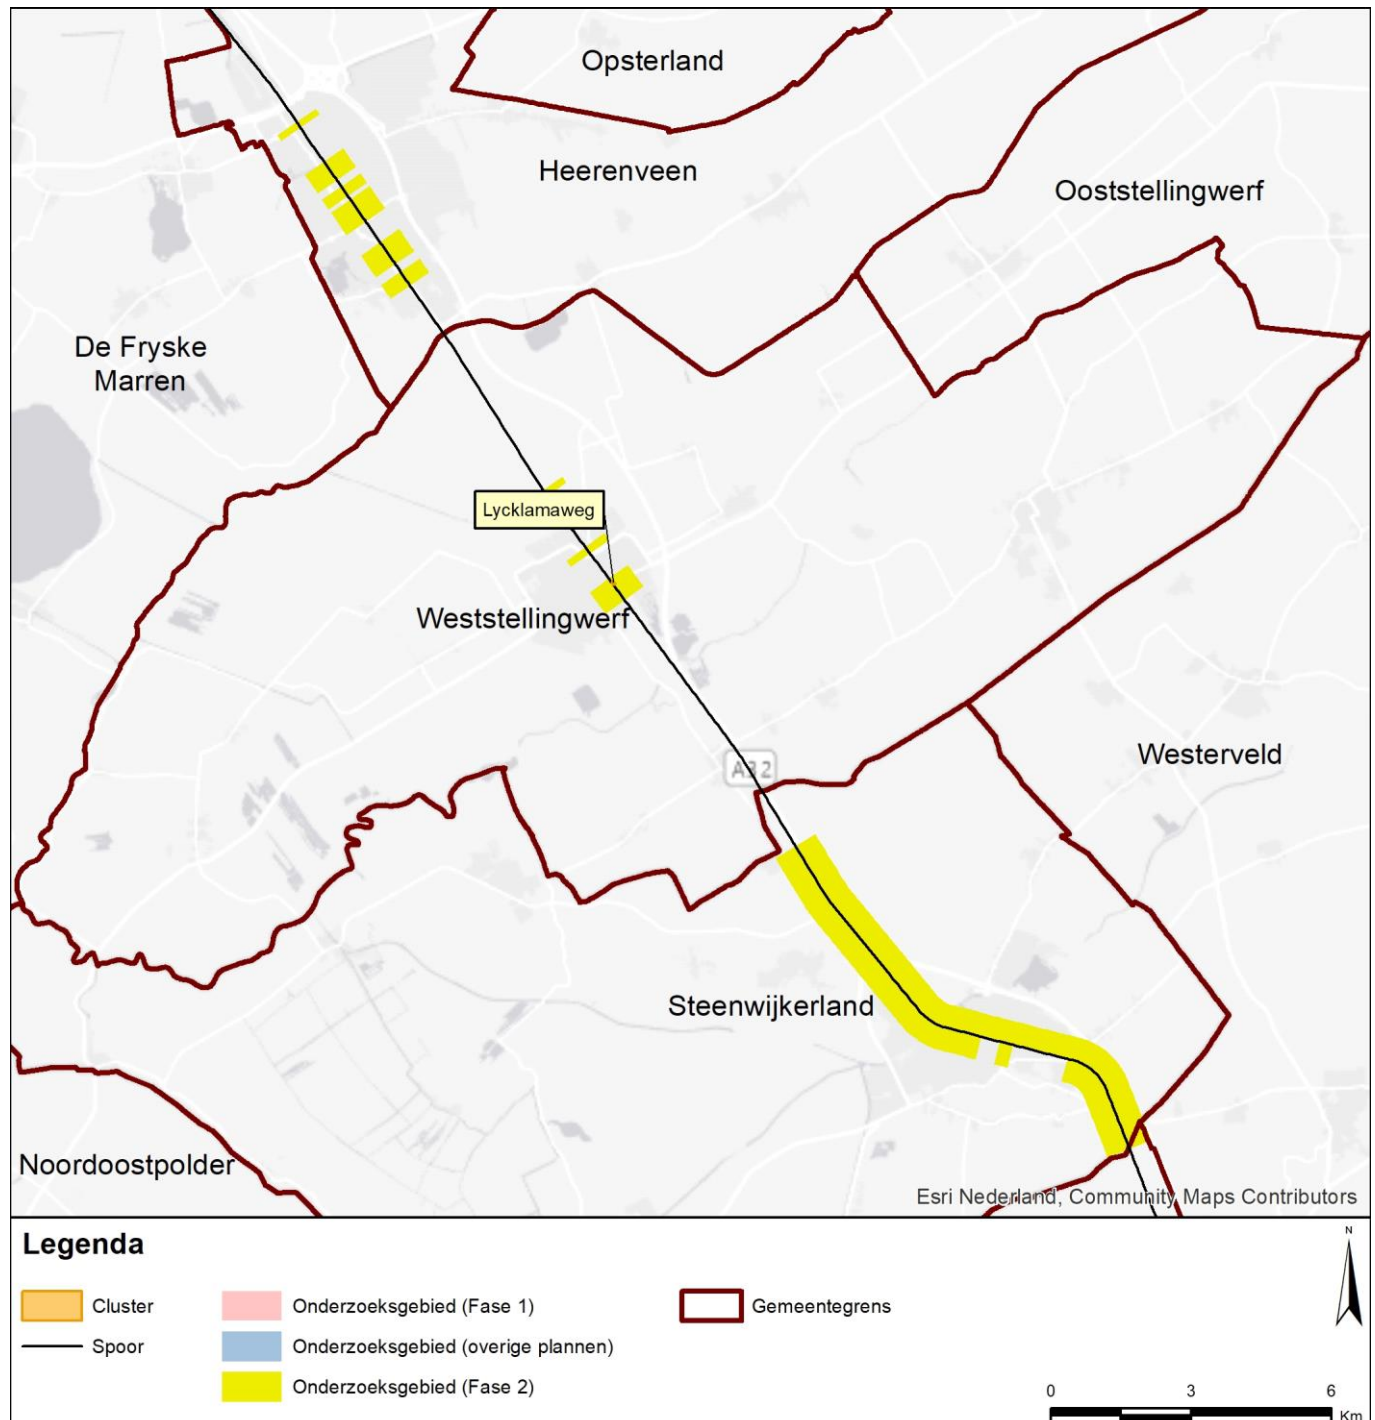 Opsterland
Heerenveen
Ooststellingwerf
De Fryske
Marren
Lycklamaweg
Weststellingwerf
A32
Westerveld
Steenwijkerland
Noordoostpolder
Esri Nederland, Community Maps Contributors
Legenda
N
Cluster
Onderzoeksgebied (Fase 1)
Gemeentegrens
Spoor
Onderzoeksgebied (overige plannen)
Onderzoeksgebied (Fase 2)
0 3 6
Km